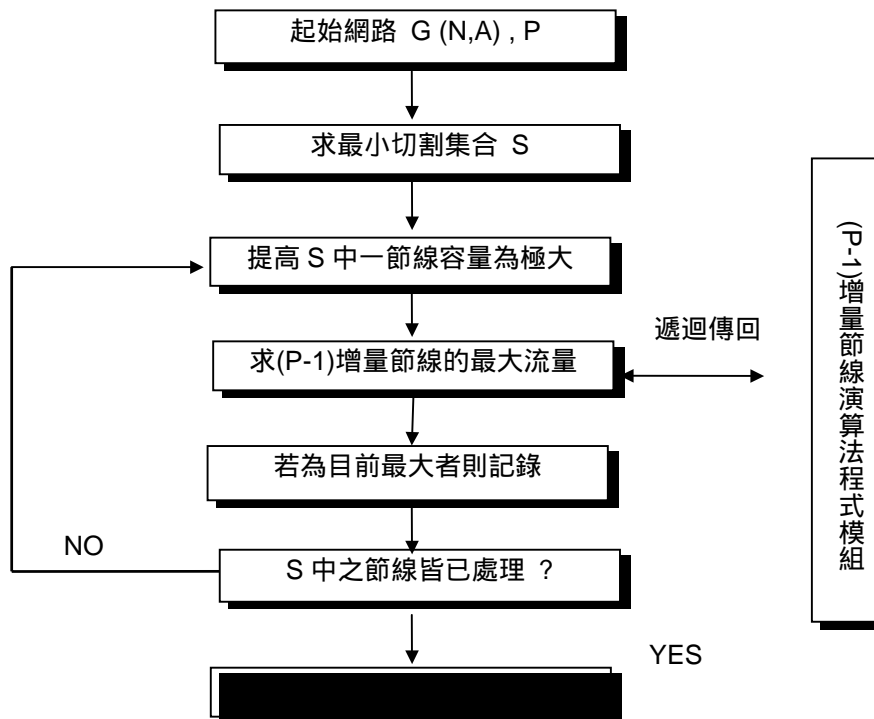 起始網路 G (N,A) , P
求最小切割集合 S
提高 S 中一節線容量為極大
求(P-1)增量節線的最大流量
遞迴傳回
(P-1)增量節線演算法程式模組
若為目前最大者則記錄
NO
S 中之節線皆已處理 ?
YES